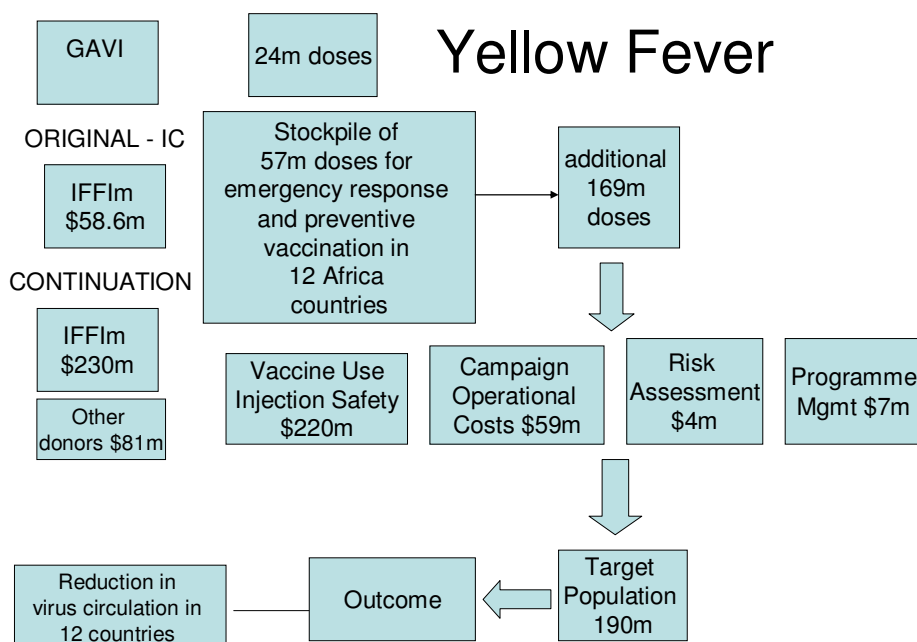 Yellow Fever
GAVI
24m doses
ORIGINAL - IC
IFFIm
$58.6m
Stockpile of
57m doses for
emergency response
and preventive
vaccination in
12 Africa
countries
additional
169m
doses
CONTINUATION
IFFIm
$230m
Other
donors $81m
Vaccine Use
Injection Safety
$220m
Campaign
Operational
Costs $59m
Risk
Assessment
$4m
Programme
Mgmt $7m
Reduction in
virus circulation in
12 countries
Outcome
Target
Population
190m